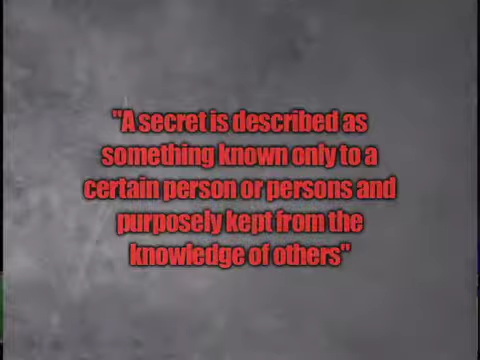 "A secret is described as
something known only to a
certain person or persons and
purposely kept from the
knowledge of others"